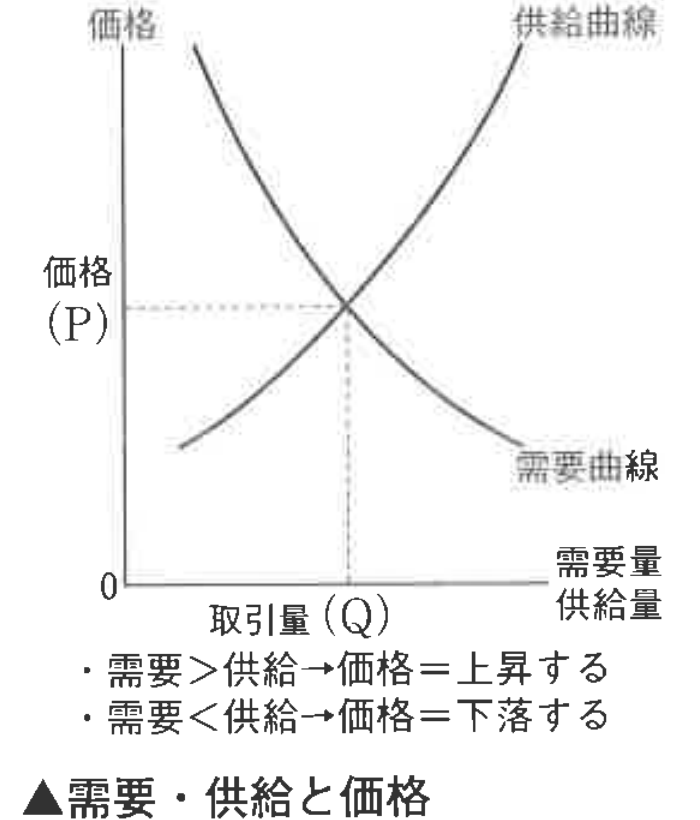 価格
供給曲線
価格
(P)
需要曲線
0
需要量
供給量
取引量(Q)
・需要>供給→価格=上昇する
・需要<供給→価格=下落する
▲需要・供給と価格